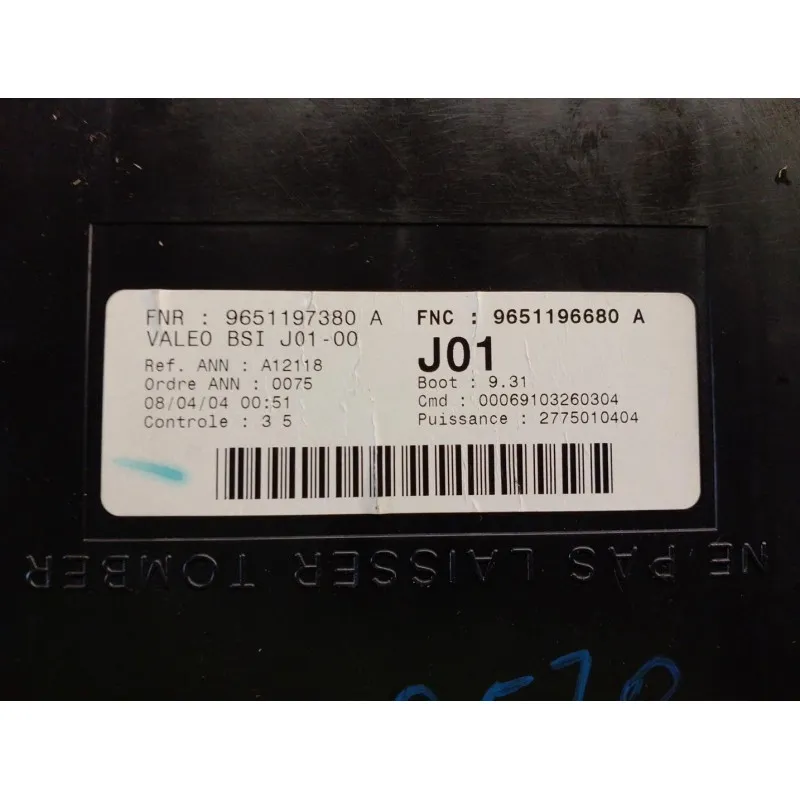 FNR : 9651197380 A
VALEO BSI J01-00
Ref. ANN : A12118
Ordre ANN : 0075
08/04/04 00:51
Controle : 3 5
FNC : 9651196680 A
J01
Boot : 9.31
Cmd : 00069103260304
Puissance : 2775010404
NE PAS LAISSER TOMBER